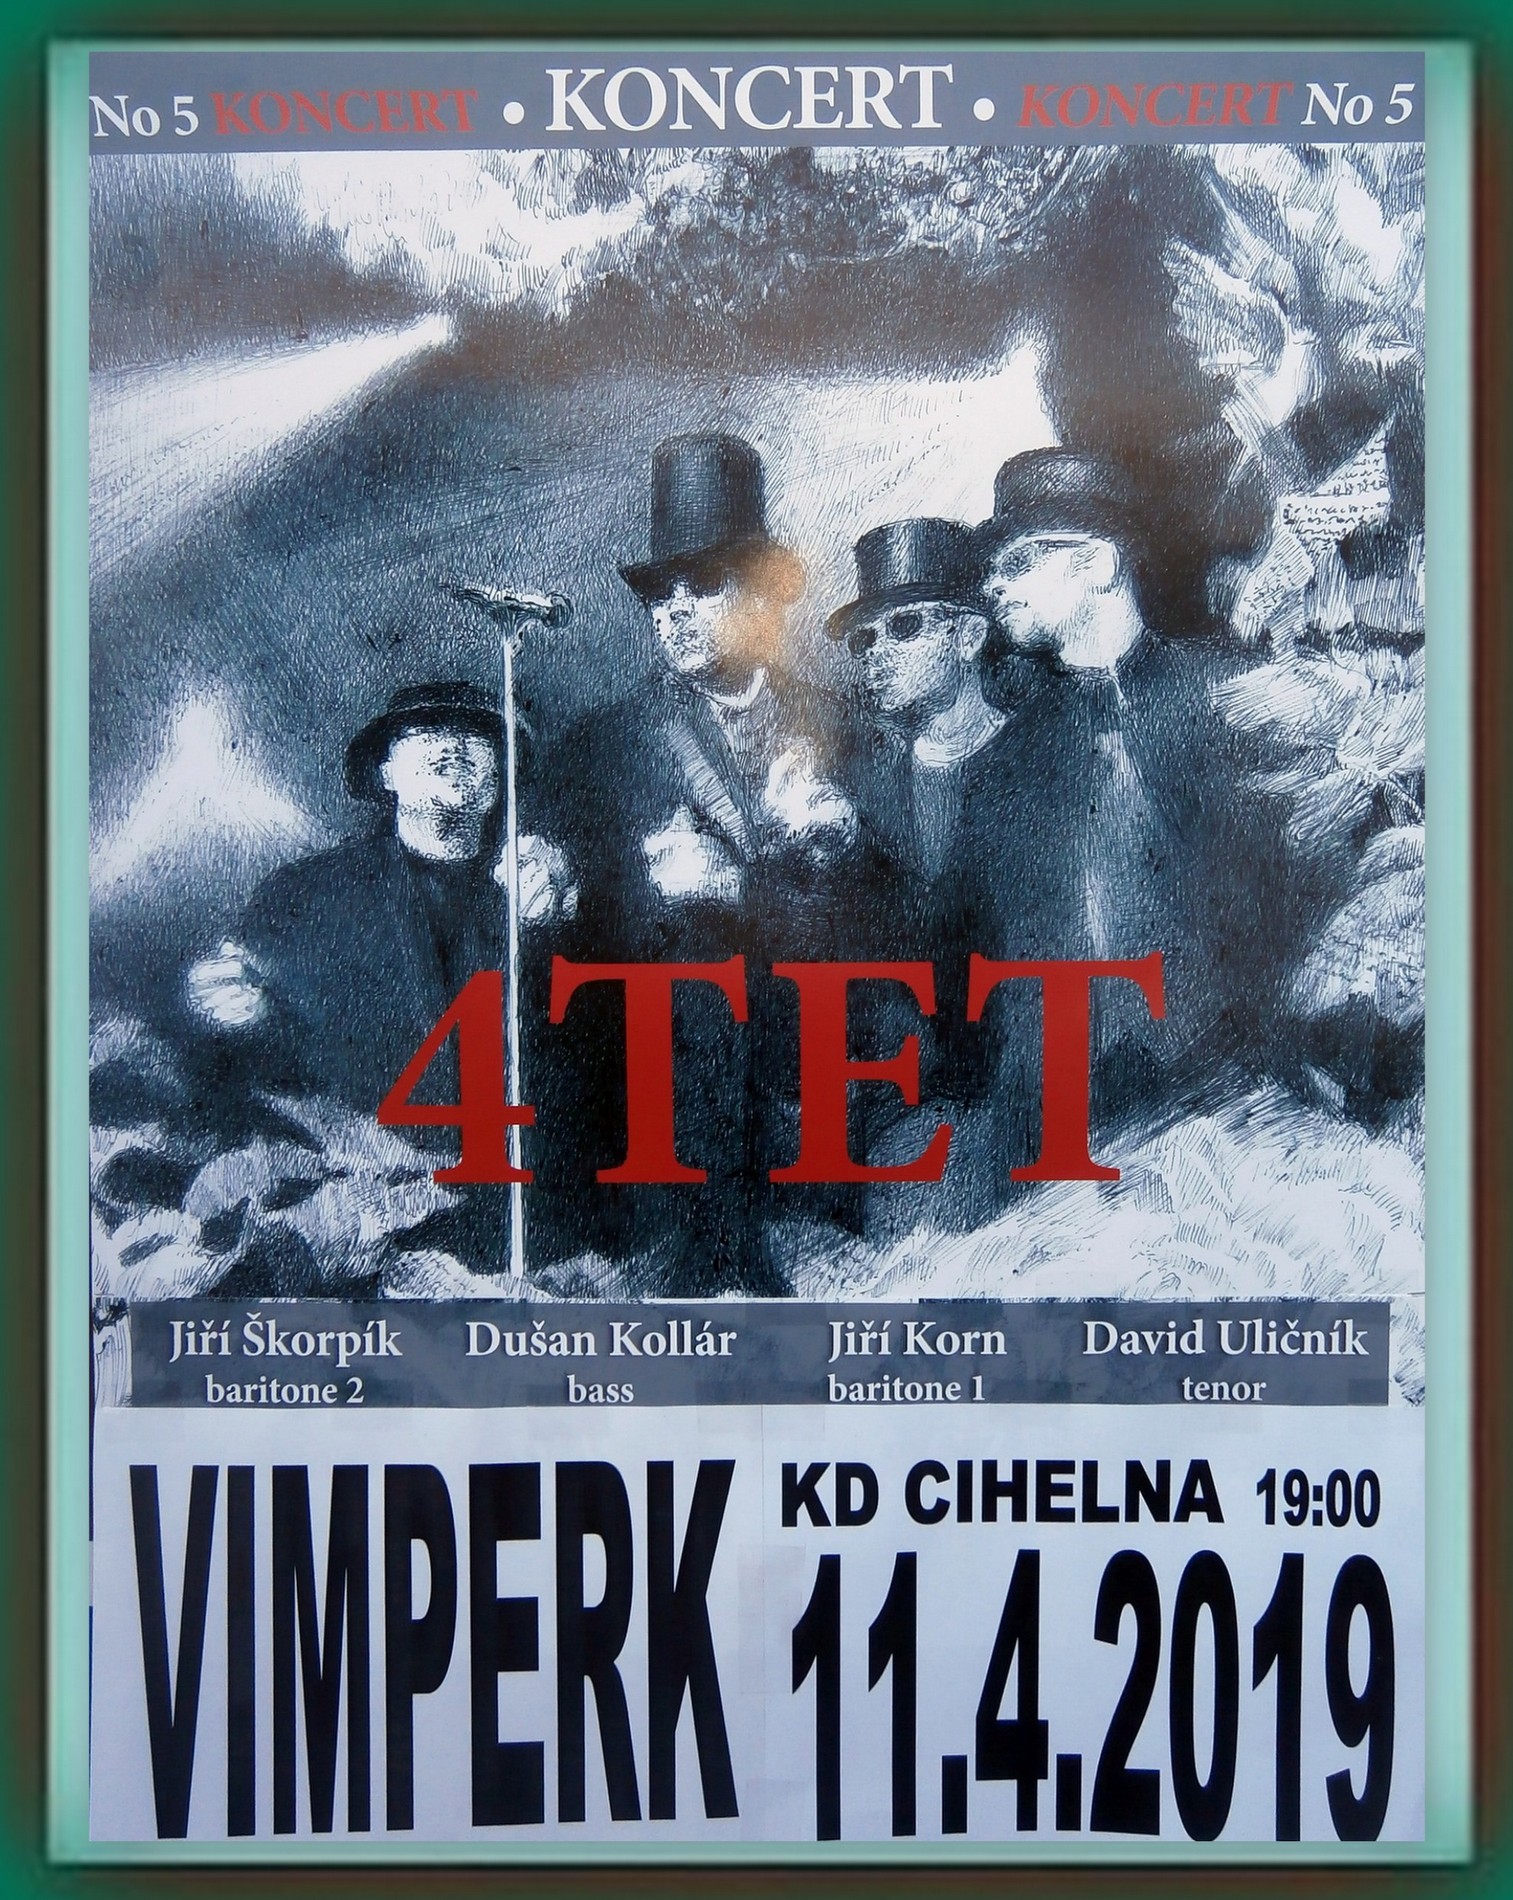 No 5 KONCERT • KONCERT • KONCERT No 5
4TET
Jiří Škorpík Dušan Kollár Jiří Korn David Uličník
baritone 2 bass baritone 1 tenor
VIMPERK
KD CIHELNA 19:00
11.4.2019